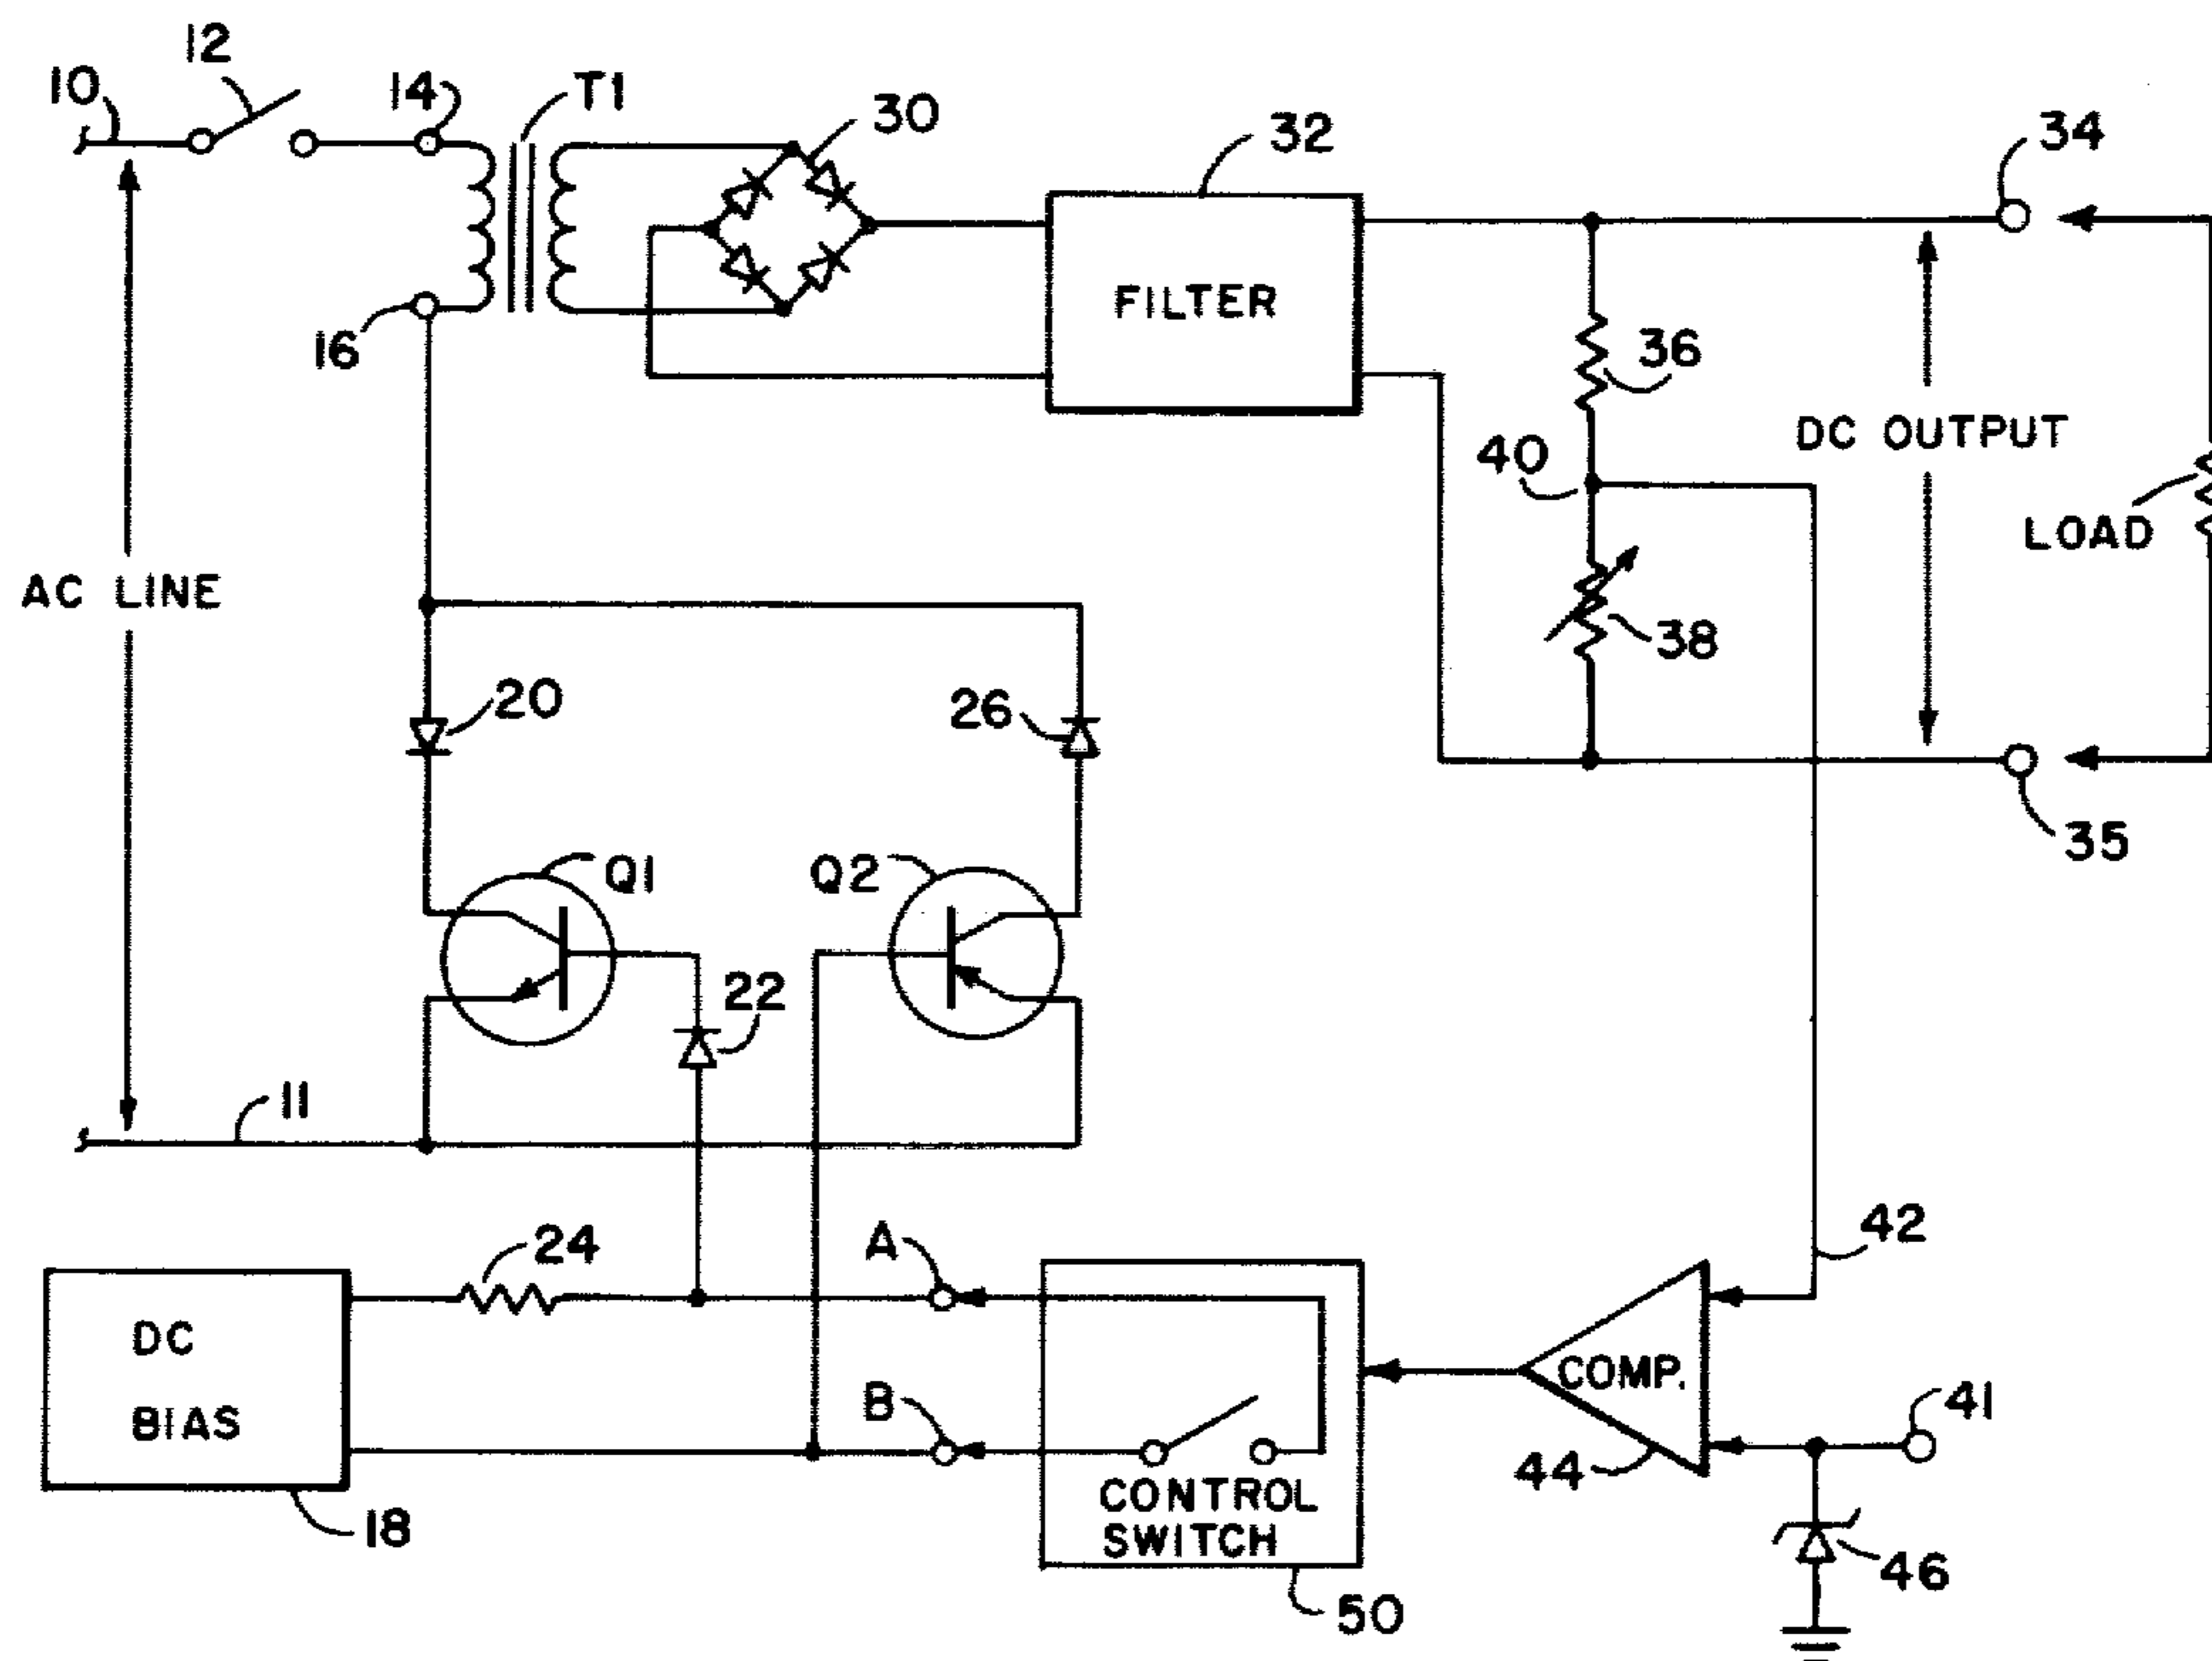 12
10
14
T1
30
32
34
16
FILTER
36
DC OUTPUT
40
LOAD
AC LINE
38
20
26
35
Q1
Q2
22
11
42
24
A
DC
BIAS
COMP.
B
41
44
CONTROL
SWITCH
18
46
50